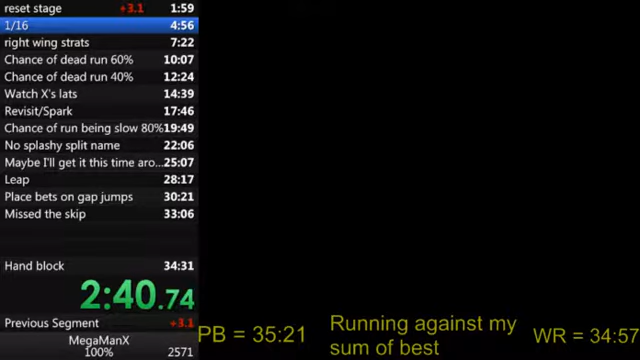 reset stage +3.1 1:59
1/16 4:56
right wing strats 7:22
Chance of dead run 60% 10:07
Chance of dead run 40% 12:24
Watch X's lats 14:39
Revisit/Spark 17:46
Chance of run being slow 80% 19:49
No splashy split name 22:06
Maybe I'll get it this time aro... 25:07
Leap 28:17
Place bets on gap jumps 30:21
Missed the skip 33:06
Hand block 34:31
2:40.74
Previous Segment +3.1
MegaManX
100% 2571
PB = 35:21
Running against my
sum of best
WR = 34:57